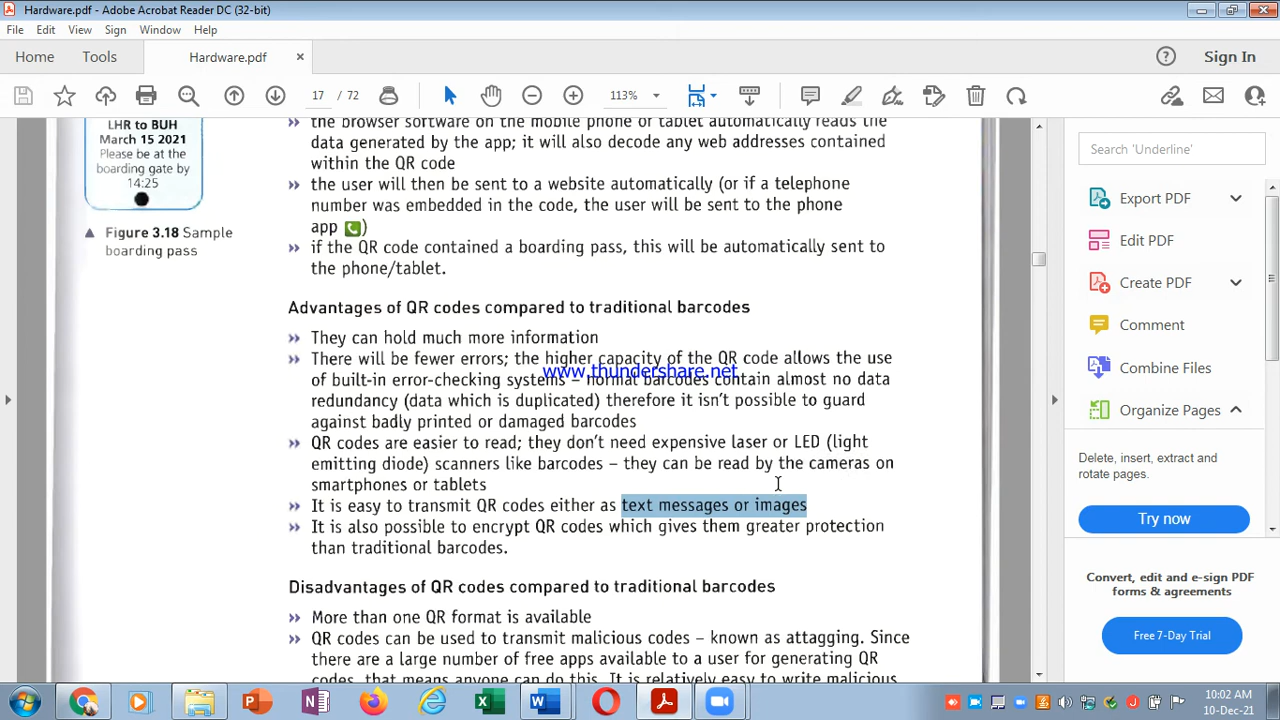 Hardware.pdf - Adobe Acrobat Reader DC (32-bit)
File Edit View Sign Window Help
Home Tools Hardware.pdf × ? Sign In
17 / 72 113%
LHR to BUH
March 15 2021
Please be at the
boarding gate by
14:25
Figure 3.18 Sample
boarding pass
the browser software on the mobile phone or tablet automatically reads the
data generated by the app; it will also decode any web addresses contained
within the QR code
» the user will then be sent to a website automatically (or if a telephone
number was embedded in the code, the user will be sent to the phone
app )
» if the QR code contained a boarding pass, this will be automatically sent to
the phone/tablet.
Advantages of QR codes compared to traditional barcodes
» They can hold much more information
» There will be fewer errors; the higher capacity of the QR code allows the use
www.thundershare.net
of built-in error-checking systems – normal barcodes contain almost no data
redundancy (data which is duplicated) therefore it isn't possible to guard
against badly printed or damaged barcodes
» QR codes are easier to read; they don't need expensive laser or LED (light
emitting diode) scanners like barcodes – they can be read by the cameras on
smartphones or tablets
» It is easy to transmit QR codes either as text messages or images
» It is also possible to encrypt QR codes which gives them greater protection
than traditional barcodes.
Disadvantages of QR codes compared to traditional barcodes
» More than one QR format is available
» QR codes can be used to transmit malicious codes – known as attagging. Since
there are a large number of free apps available to a user for generating QR
codes, that means anyone can do this. It is relatively easy to write malicious
Search 'Underline'
Export PDF
Edit PDF
Create PDF
Comment
Combine Files
Organize Pages
Delete, insert, extract and
rotate pages.
Try now
Convert, edit and e-sign PDF
forms & agreements
Free 7-Day Trial
10:02 AM
10-Dec-21